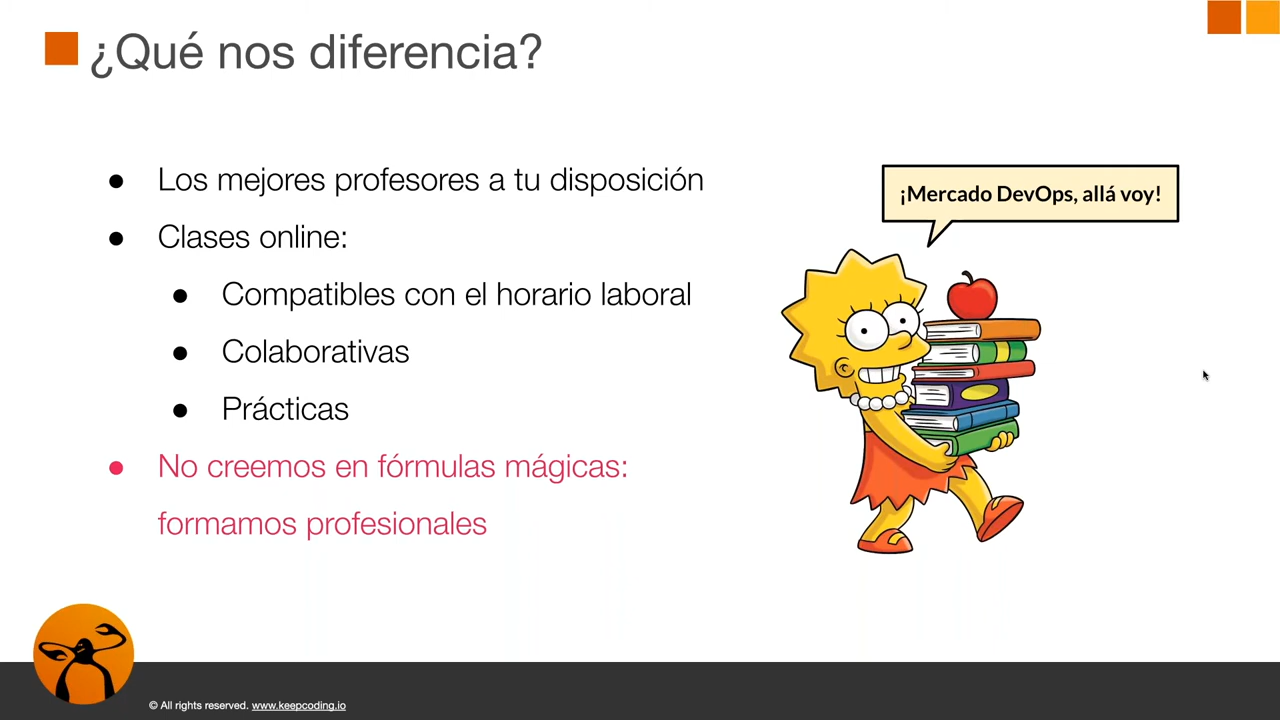 ¿Qué nos diferencia?
● Los mejores profesores a tu disposición
● Clases online:
● Compatibles con el horario laboral
● Colaborativas
● Prácticas
● No creemos en fórmulas mágicas:
formamos profesionales
¡Mercado DevOps, allá voy!
© All rights reserved. www.keepcoding.io